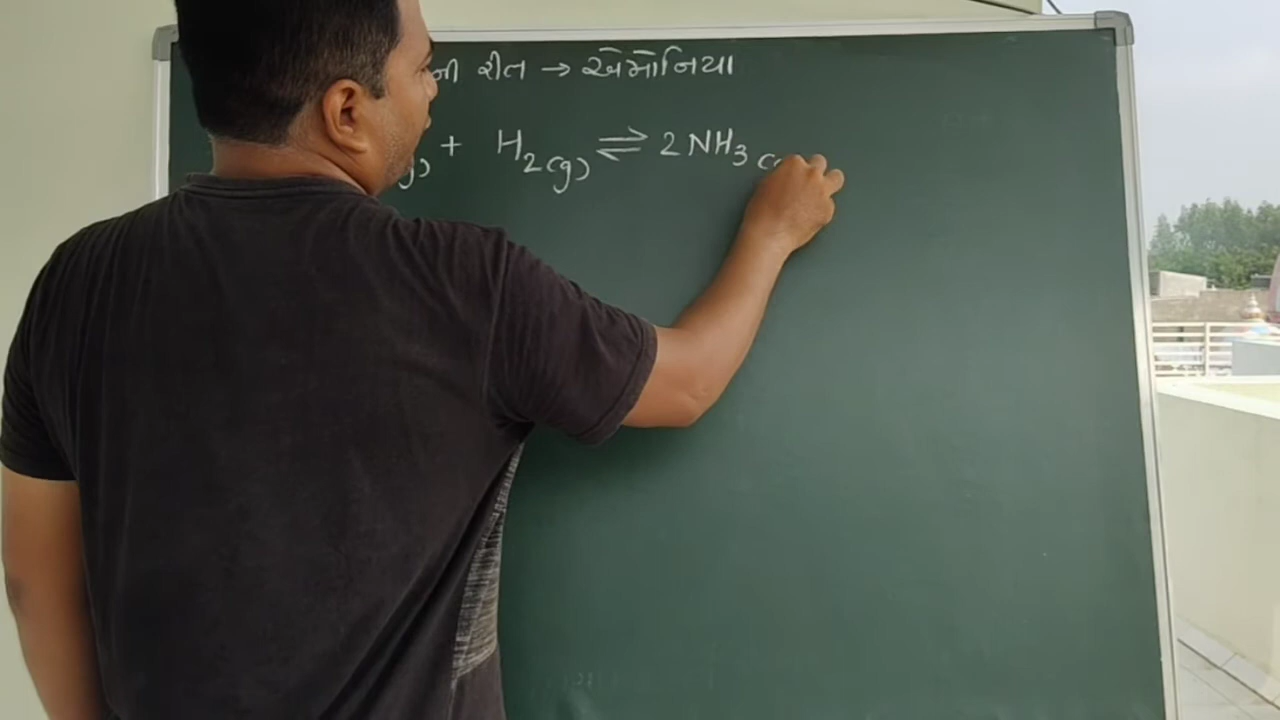 ની રીત → એમોનિયા
g) + H₂(g) ⇌ 2NH₃ (